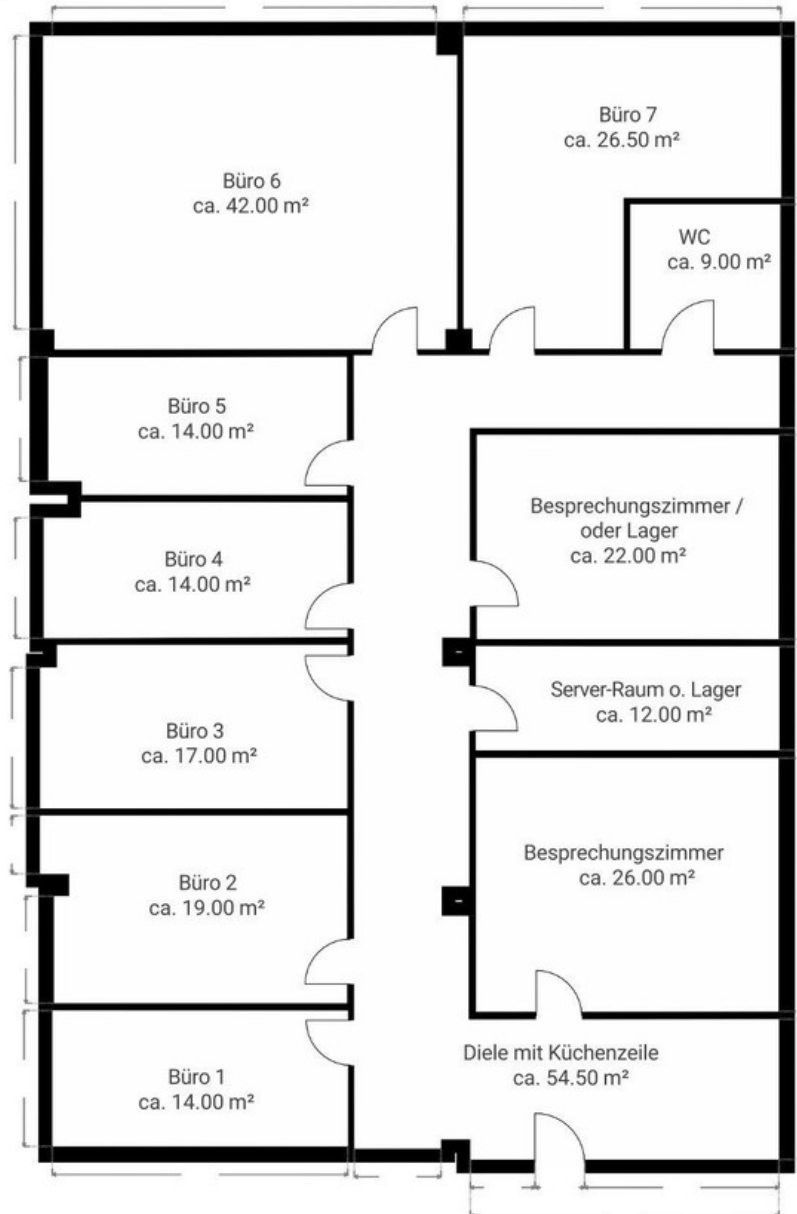 Büro 7
ca. 26.50 m²
Büro 6
ca. 42.00 m²
WC
ca. 9.00 m²
Büro 5
ca. 14.00 m²
Besprechungszimmer /
oder Lager
ca. 22.00 m²
Büro 4
ca. 14.00 m²
Server-Raum o. Lager
ca. 12.00 m²
Büro 3
ca. 17.00 m²
Besprechungszimmer
ca. 26.00 m²
Büro 2
ca. 19.00 m²
Diele mit Küchenzeile
ca. 54.50 m²
Büro 1
ca. 14.00 m²